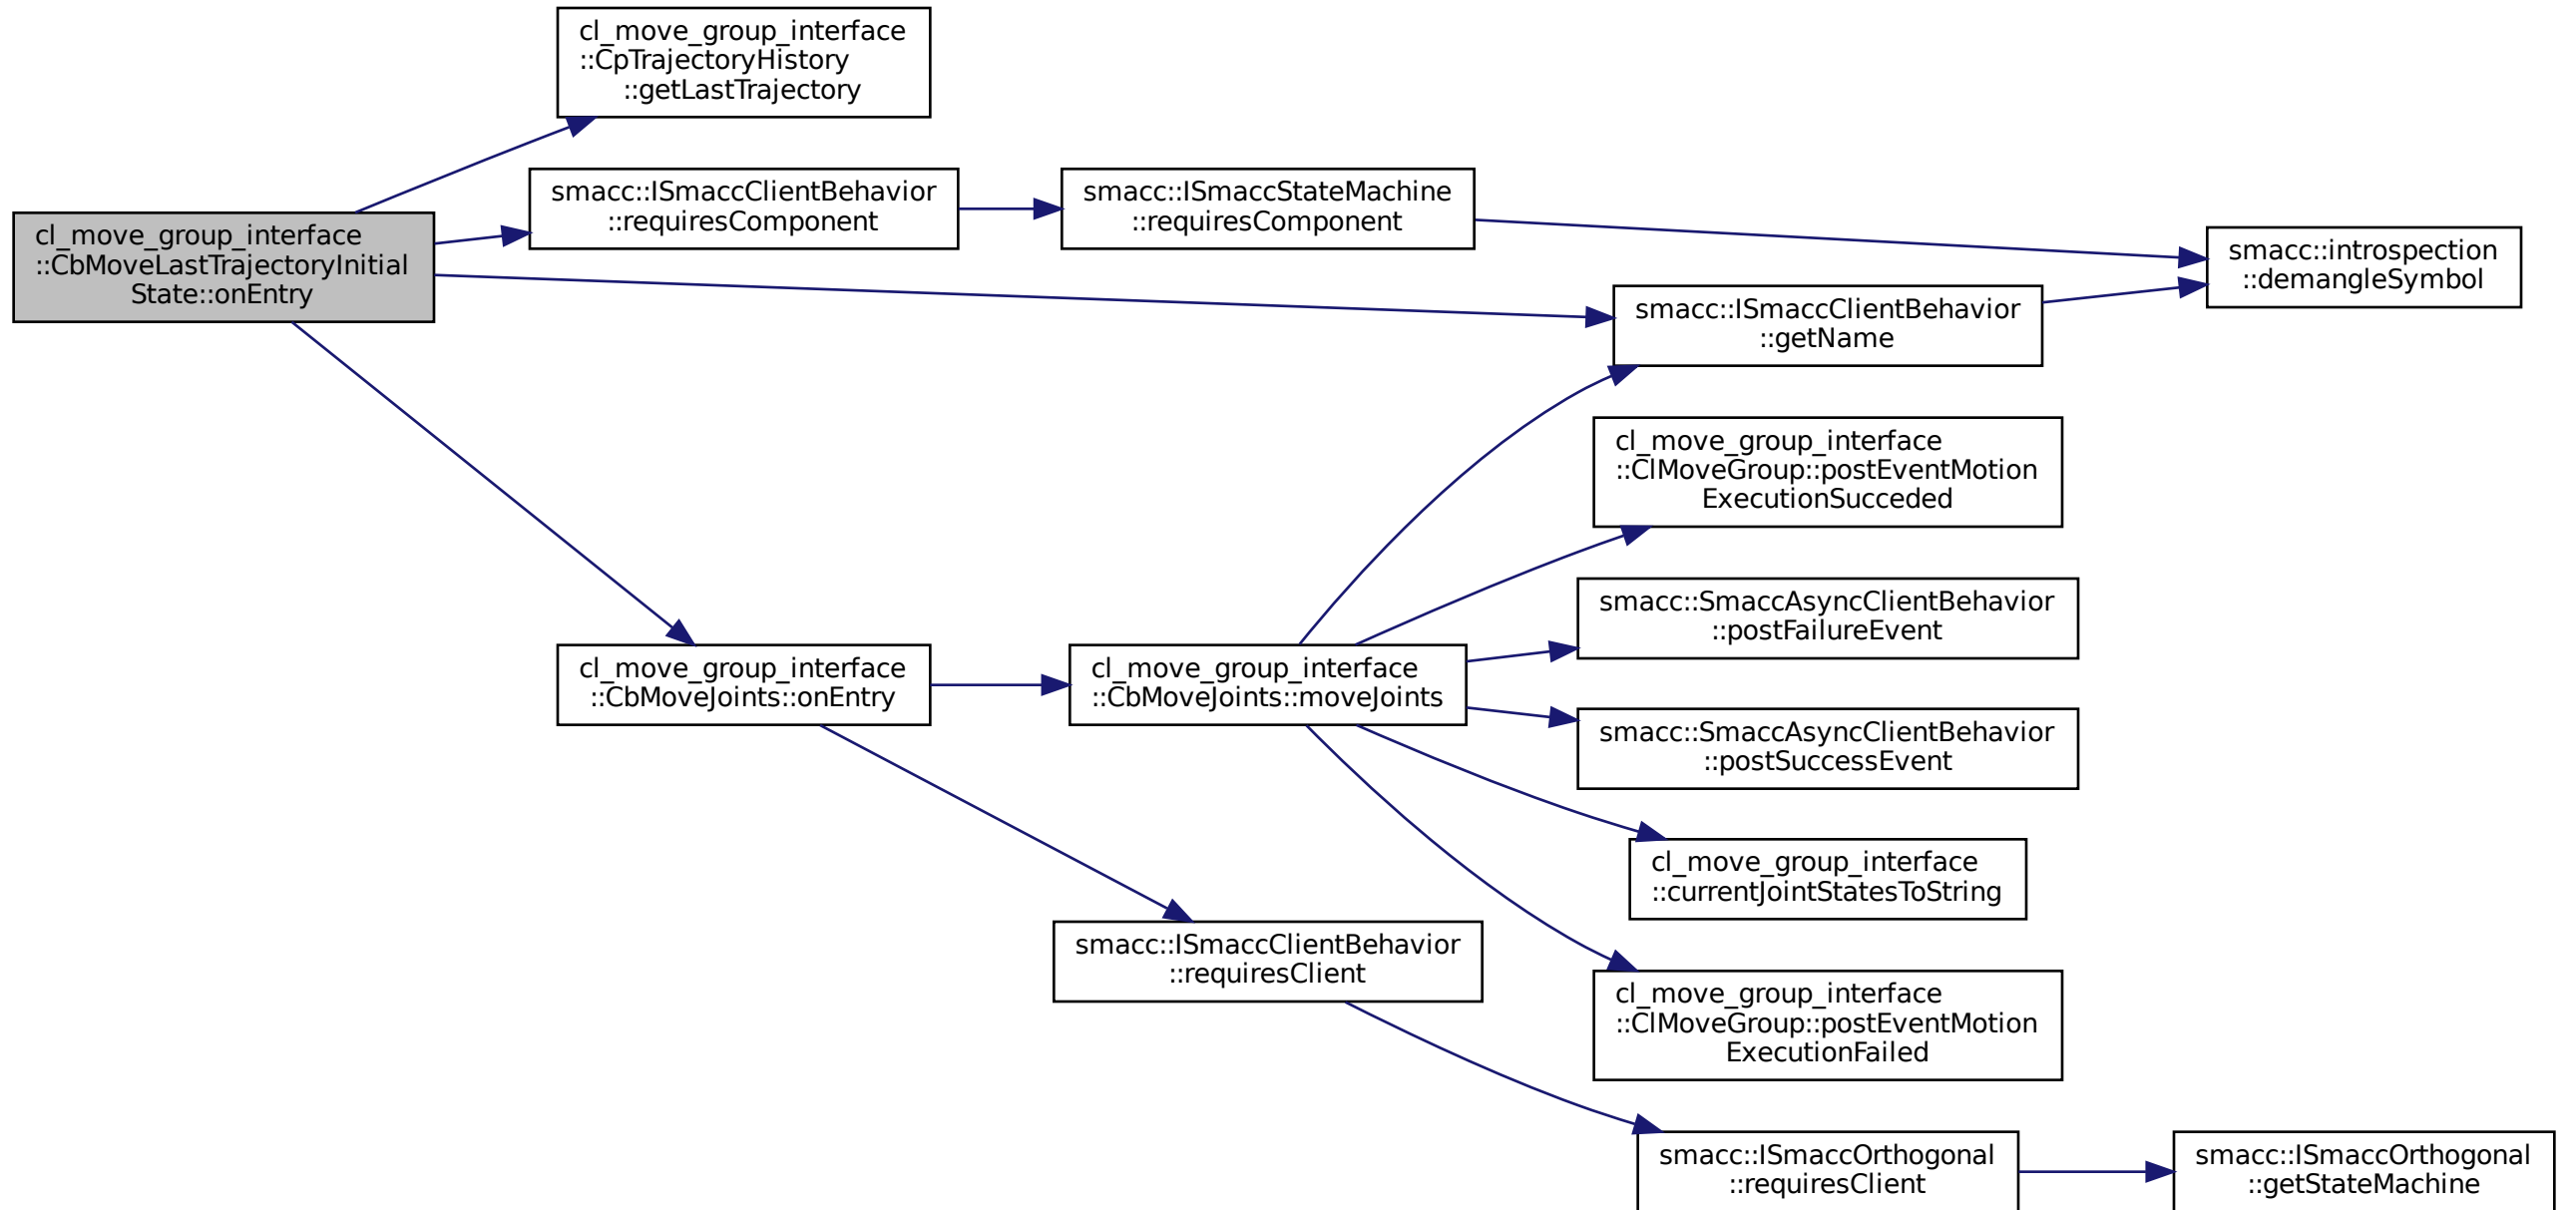 cl_move_group_interface
::CpTrajectoryHistory
::getLastTrajectory
smacc::ISmaccClientBehavior
::requiresComponent
smacc::ISmaccStateMachine
::requiresComponent
cl_move_group_interface
::CbMoveLastTrajectoryInitial
State::onEntry
smacc::introspection
::demangleSymbol
smacc::ISmaccClientBehavior
::getName
cl_move_group_interface
::ClMoveGroup::postEventMotion
ExecutionSucceded
smacc::SmaccAsyncClientBehavior
::postFailureEvent
cl_move_group_interface
::CbMoveJoints::onEntry
cl_move_group_interface
::CbMoveJoints::moveJoints
smacc::SmaccAsyncClientBehavior
::postSuccessEvent
cl_move_group_interface
::currentJointStatesToString
smacc::ISmaccClientBehavior
::requiresClient
cl_move_group_interface
::ClMoveGroup::postEventMotion
ExecutionFailed
smacc::ISmaccOrthogonal
::requiresClient
smacc::ISmaccOrthogonal
::getStateMachine